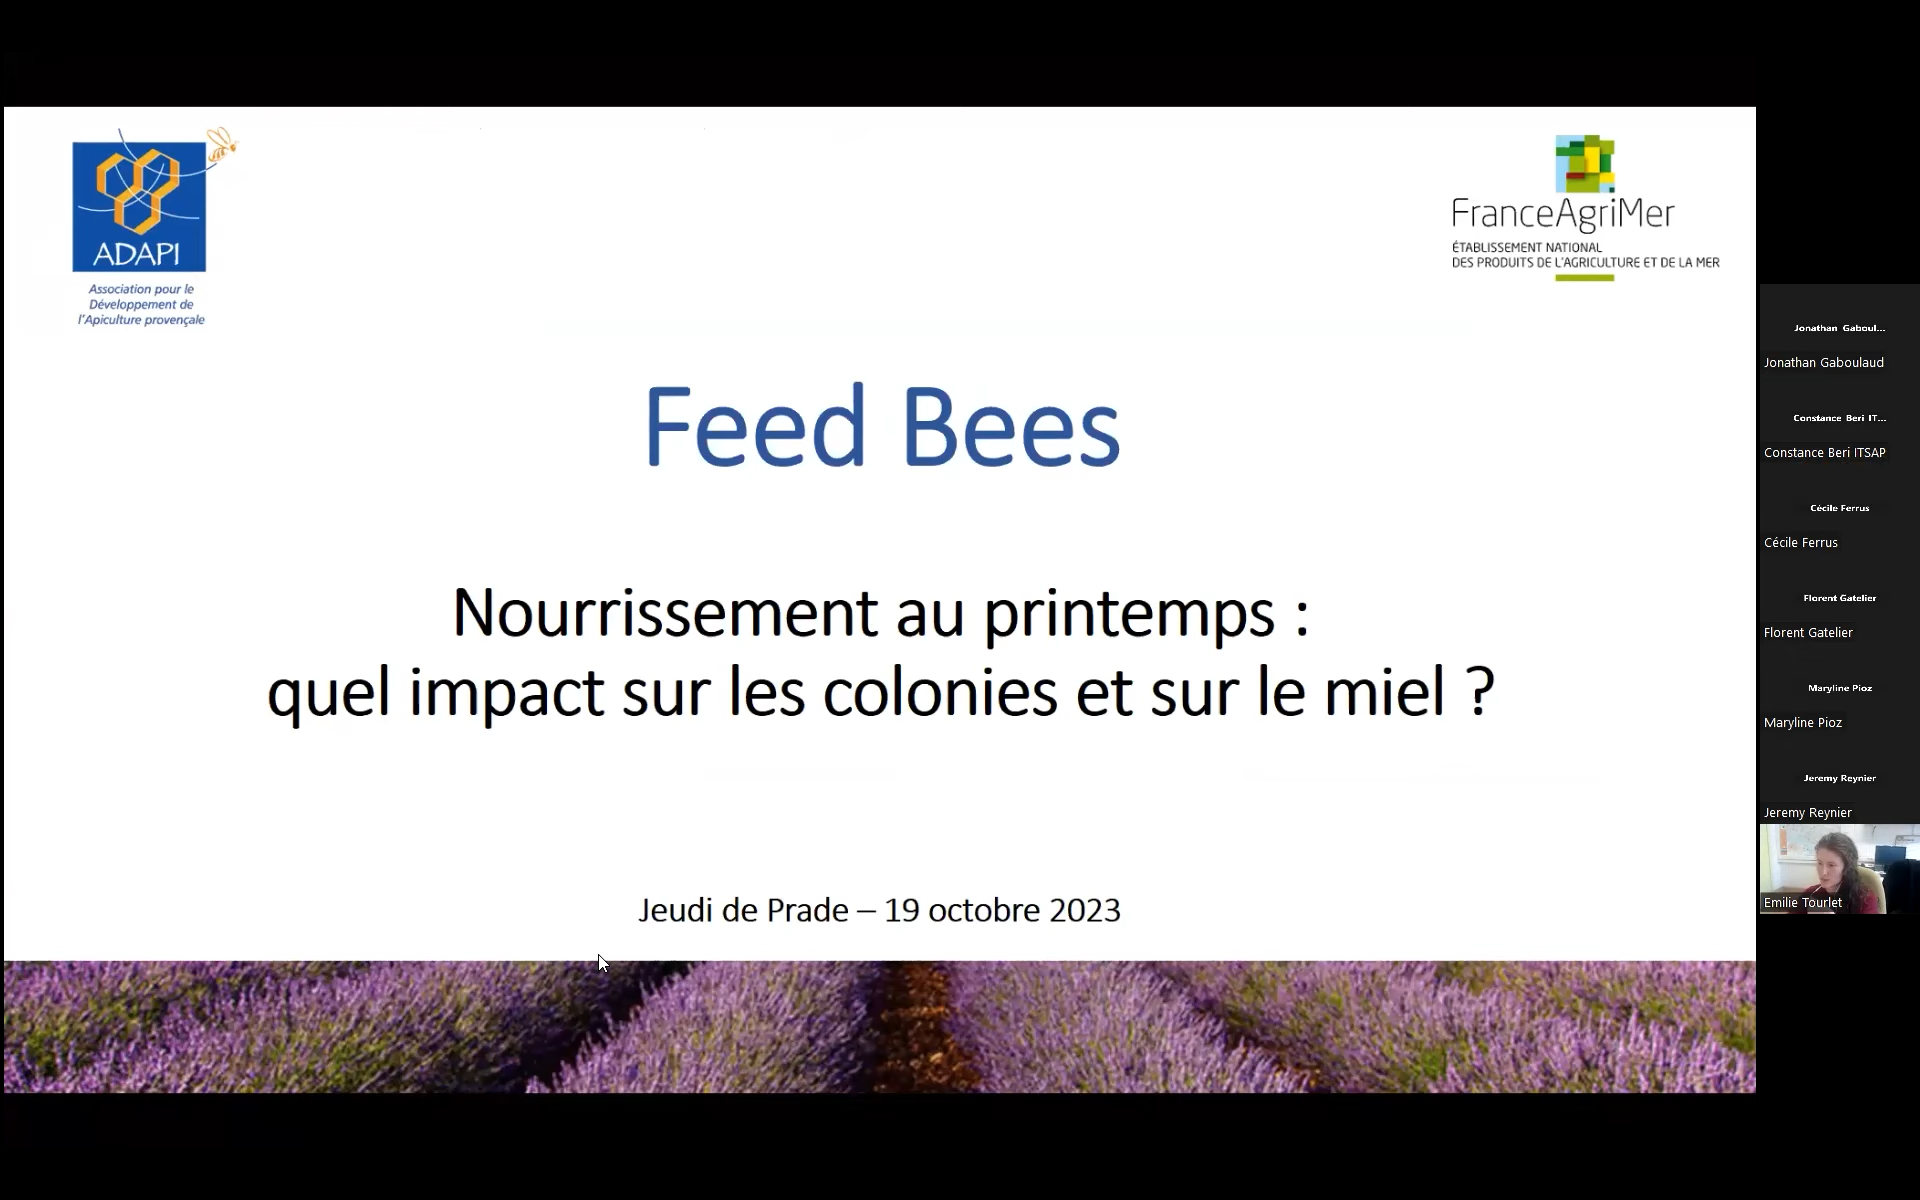 ADAPI
Association pour le
Développement de
l'Apiculture provençale
FranceAgriMer
ÉTABLISSEMENT NATIONAL
DES PRODUITS DE L'AGRICULTURE ET DE LA MER
Feed Bees
Nourrissement au printemps :
quel impact sur les colonies et sur le miel ?
Jeudi de Prade – 19 octobre 2023
Jonathan Gaboul...
Jonathan Gaboulaud
Constance Beri IT...
Constance Beri ITSAP
Cécile Ferrus
Cécile Ferrus
Florent Gatelier
Florent Gatelier
Maryline Pioz
Maryline Pioz
Jeremy Reynier
Jeremy Reynier
Emilie Tourlet